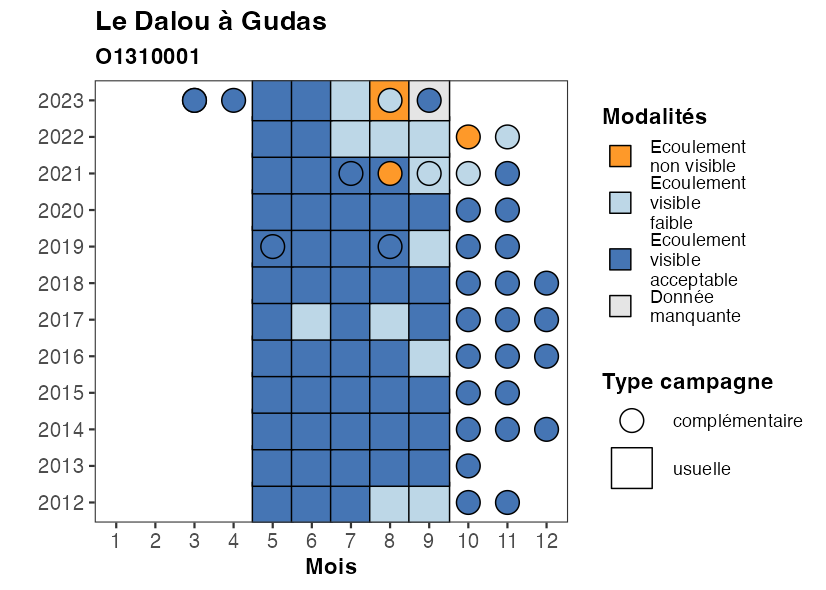 Le Dalou à Gudas
O1310001
2023
2022
2021
2020
2019
2018
2017
2016
2015
2014
2013
2012
1 2 3 4 5 6 7 8 9 10 11 12
Mois
Modalités
Ecoulement
non visible
Ecoulement
visible
faible
Ecoulement
visible
acceptable
Donnée
manquante
Type campagne
complémentaire
usuelle